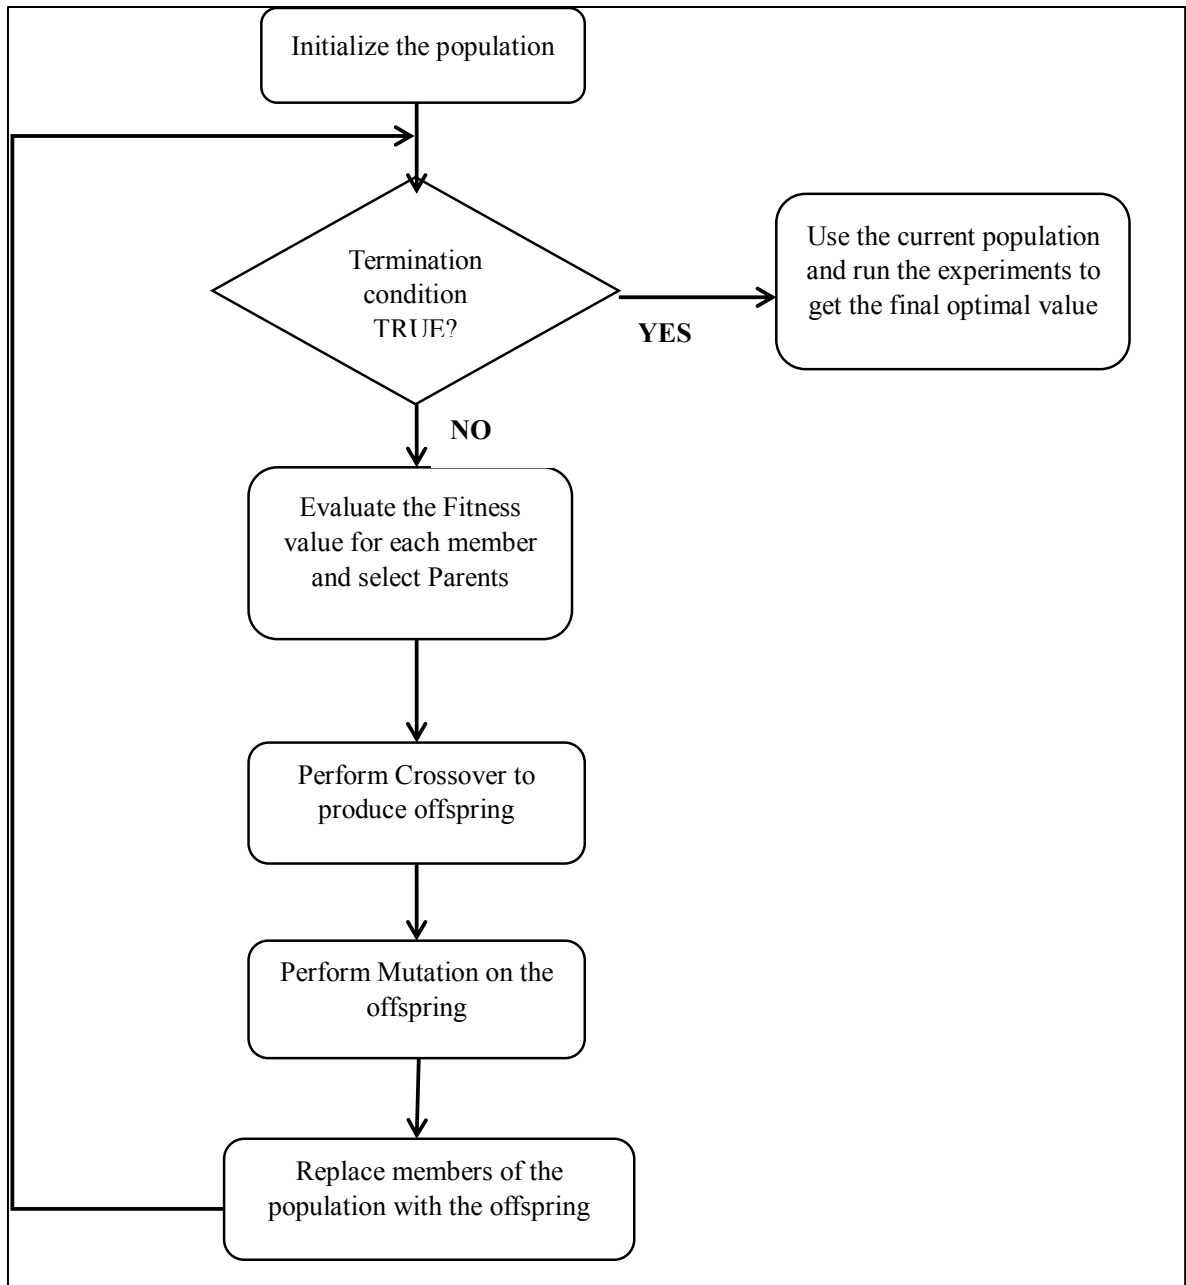 Initialize the population
Termination
condition
TRUE?
YES
Use the current population
and run the experiments to
get the final optimal value
NO
Evaluate the Fitness
value for each member
and select Parents
Perform Crossover to
produce offspring
Perform Mutation on the
offspring
Replace members of the
population with the offspring